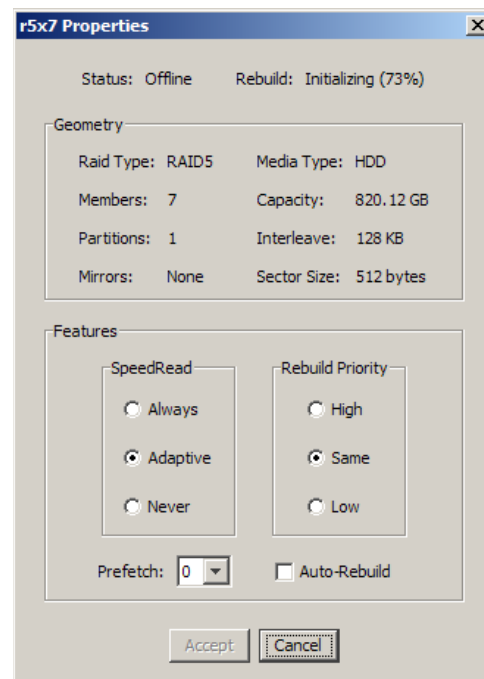 r5x7 Properties
Status: Offline Rebuild: Initializing (73%)
Geometry
Raid Type: RAID5 Media Type: HDD
Members: 7 Capacity: 820.12 GB
Partitions: 1 Interleave: 128 KB
Mirrors: None Sector Size: 512 bytes
Features
SpeedRead Rebuild Priority
Always High
Adaptive Same
Never Low
Prefetch: 0 Auto-Rebuild
Accept Cancel